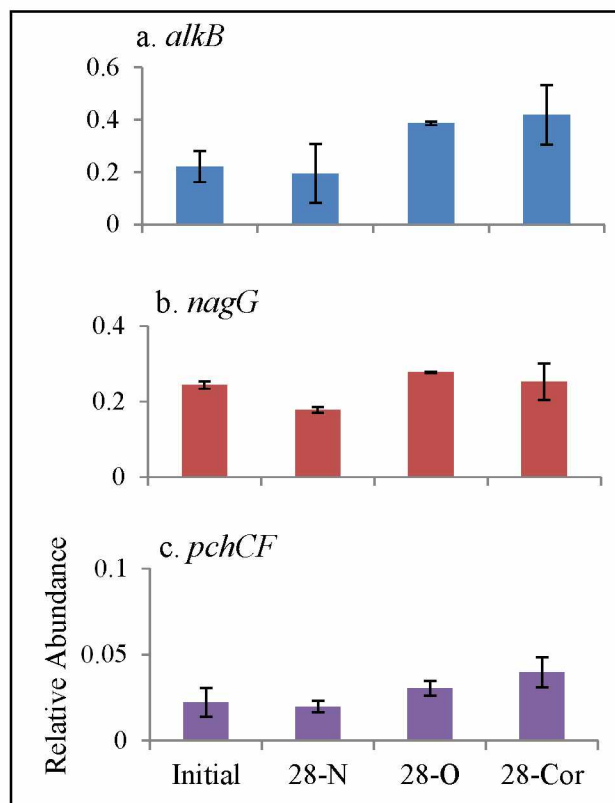 a. alkB
0.6
0.4
0.2
0
b. nagG
0.4
0.2
0
c. pchCF
0.1
0.05
0
Relative Abundance
Initial 28-N 28-O 28-Cor